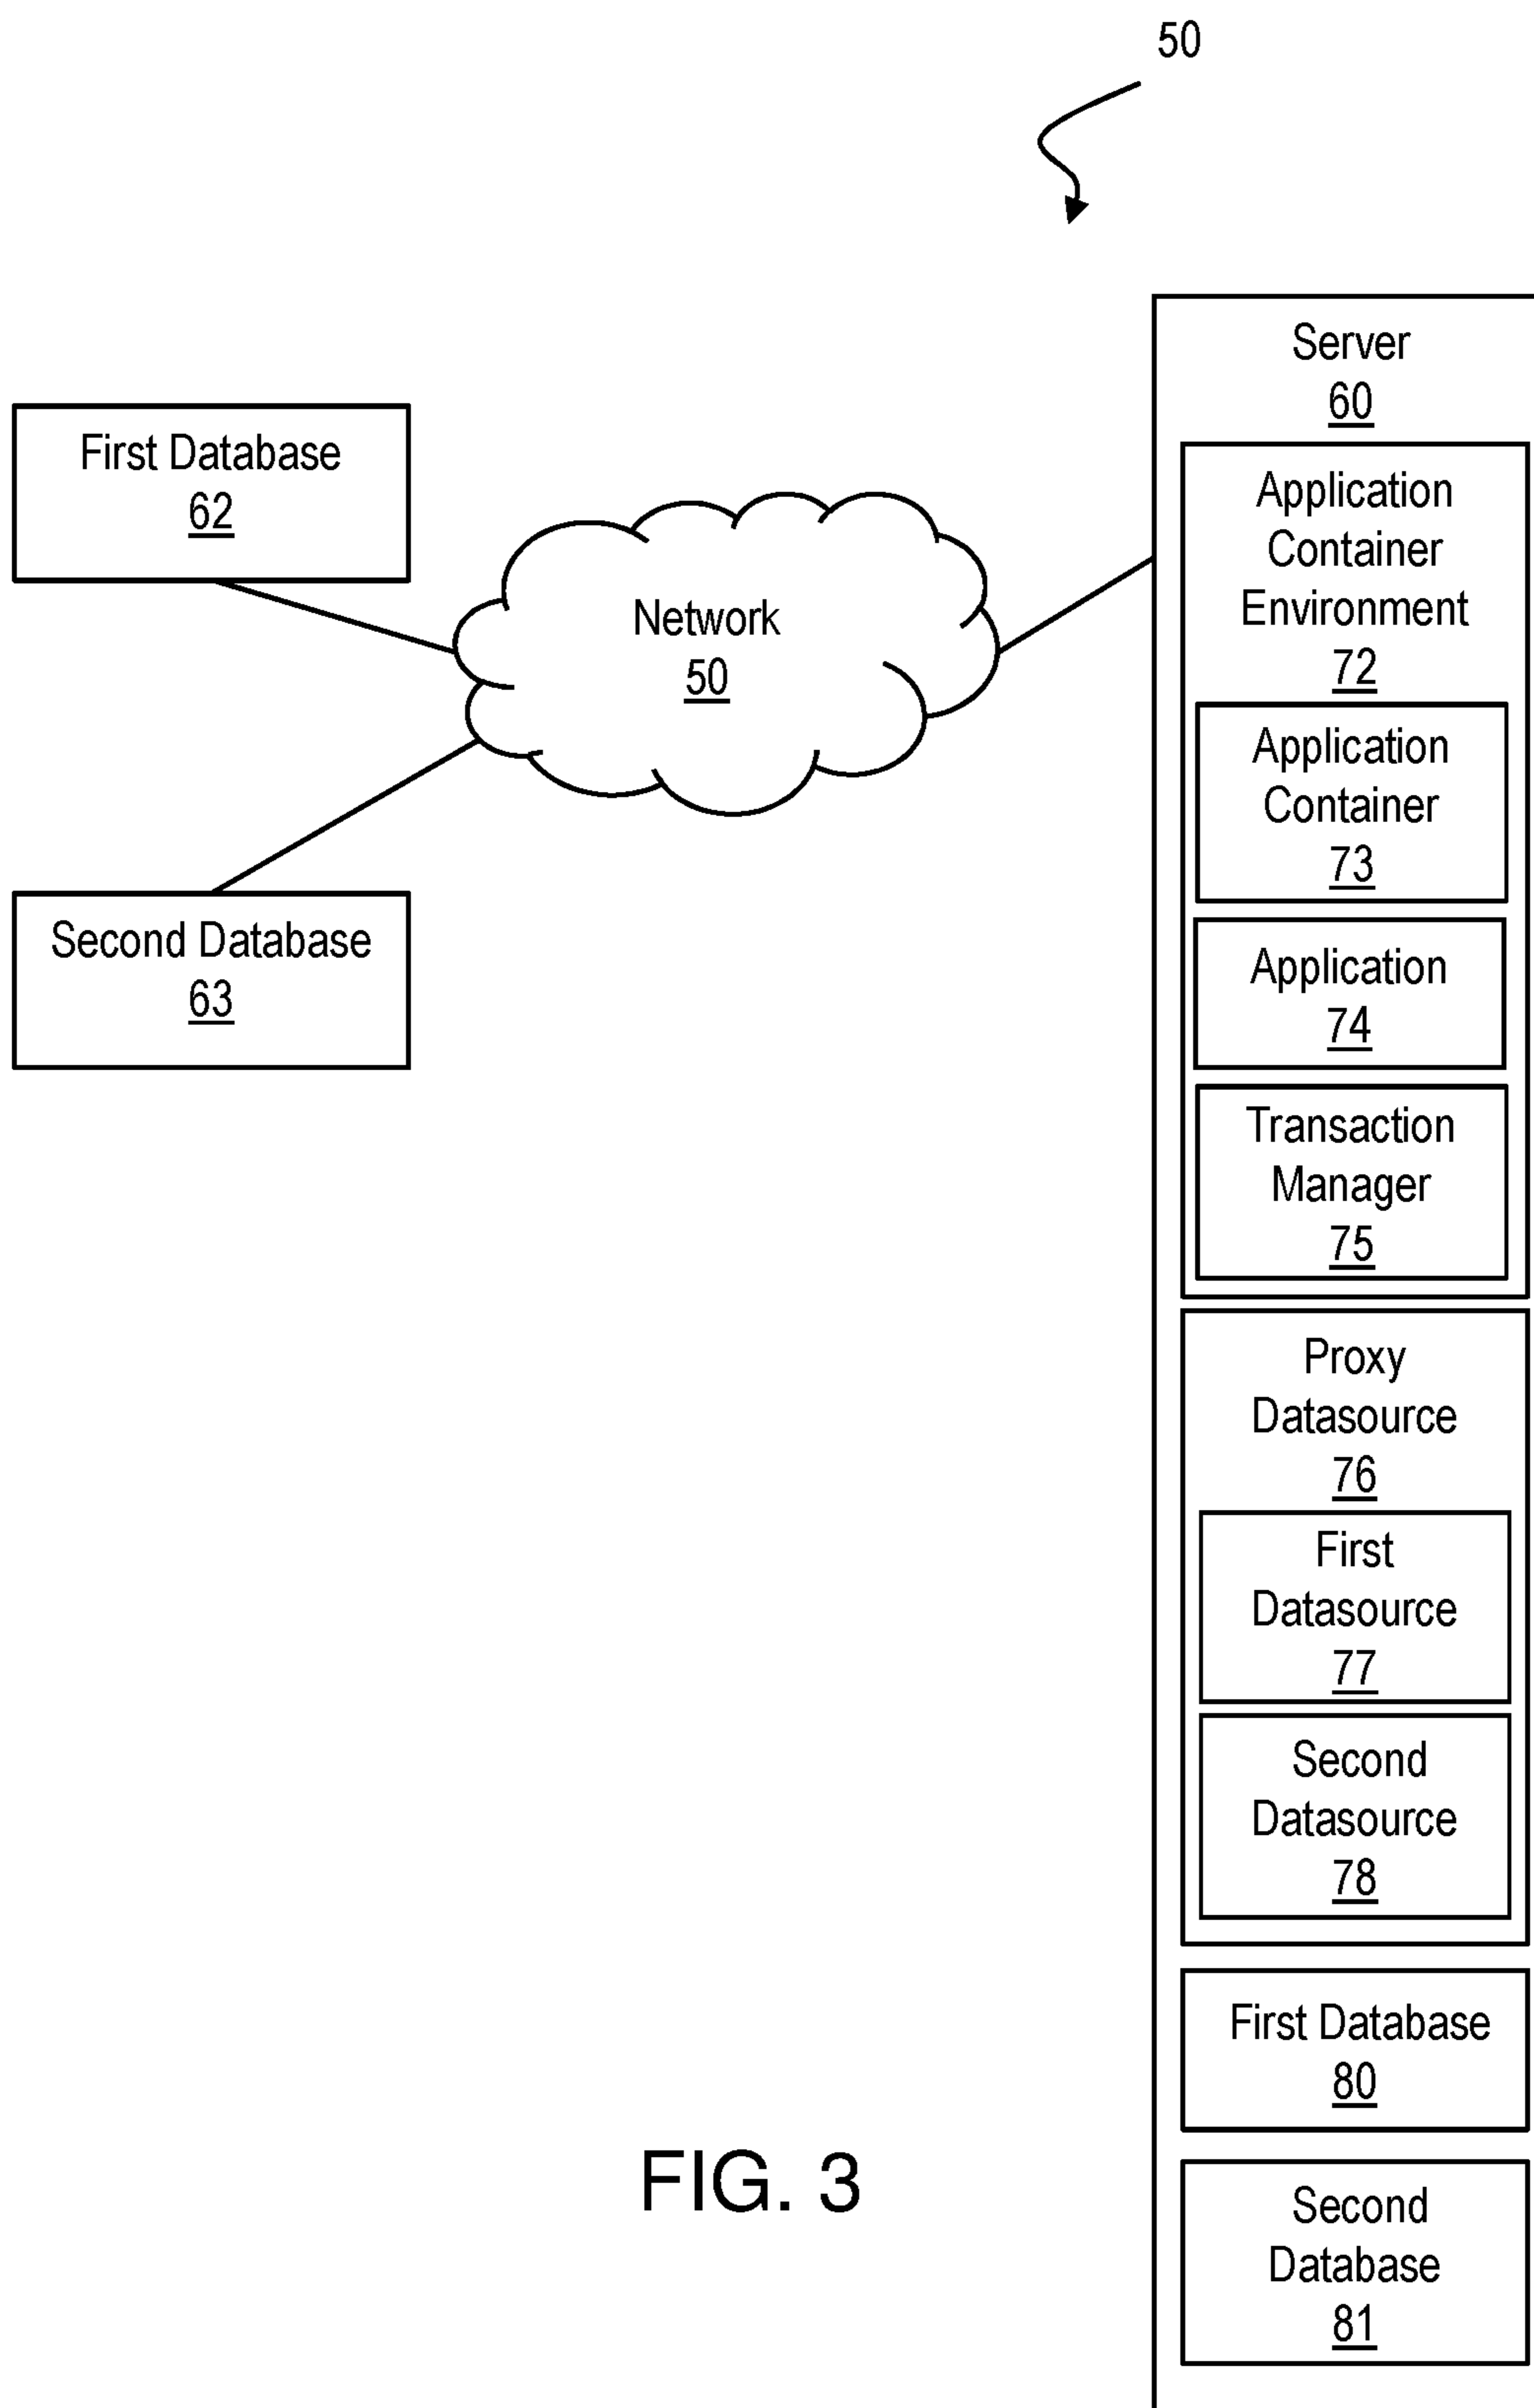 50
Server
60
First Database
62
Application
Container
Environment
72
Network
50
Application
Container
73
Second Database
63
Application
74
Transaction
Manager
75
Proxy
Datasource
76
First
Datasource
77
Second
Datasource
78
First Database
80
Second
Database
81
FIG. 3